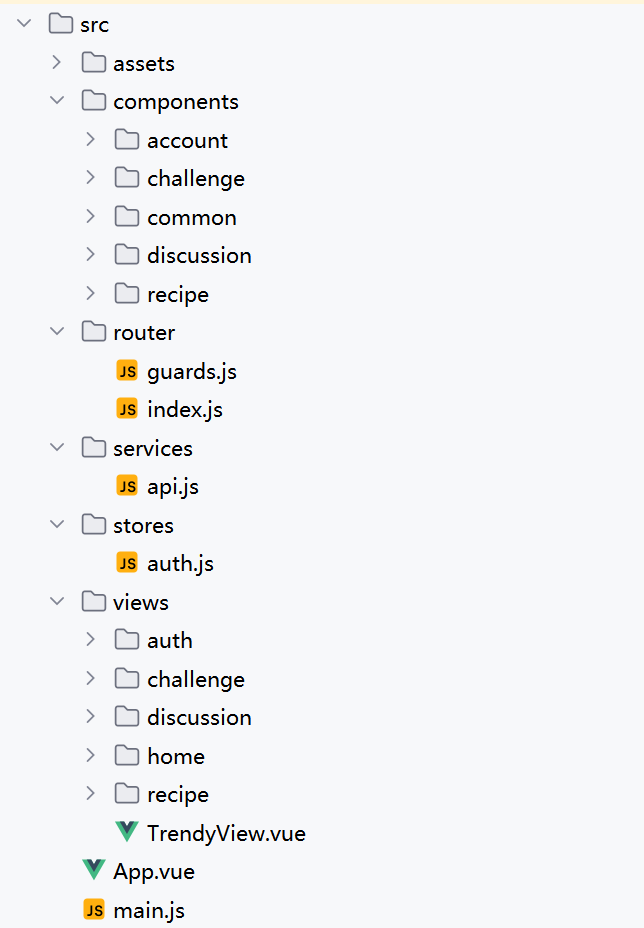 src
assets
components
account
challenge
common
discussion
recipe
router
JS guards.js
JS index.js
services
JS api.js
stores
JS auth.js
views
auth
challenge
discussion
home
recipe
TrendyView.vue
App.vue
JS main.js